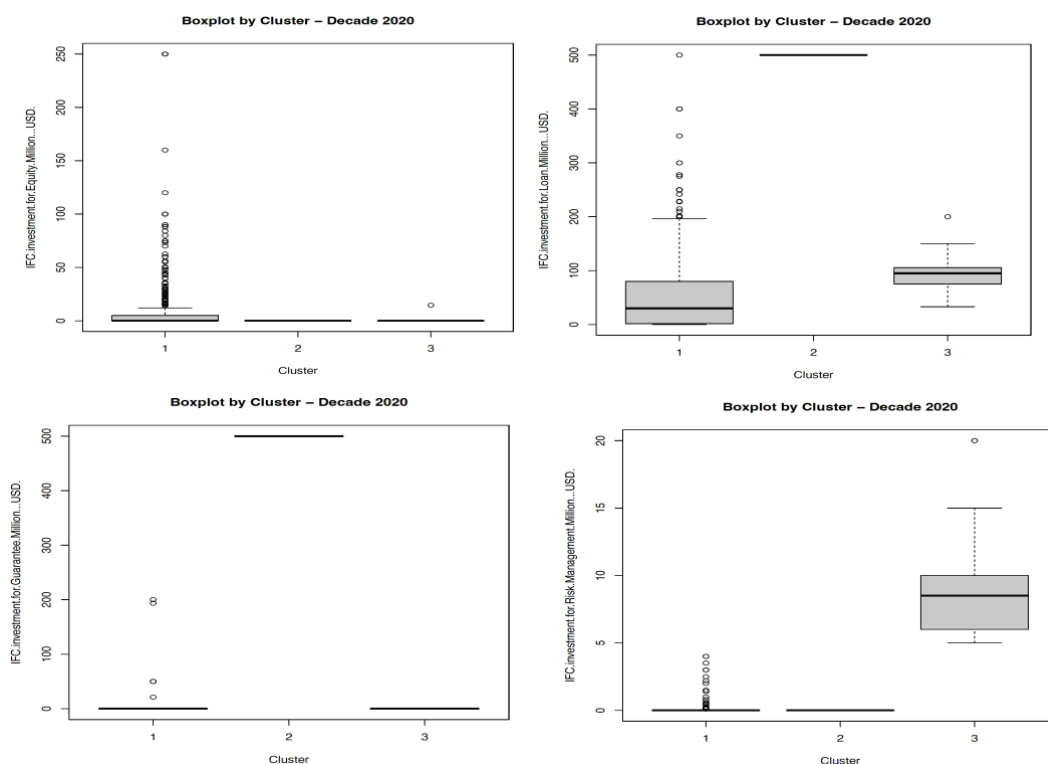 Boxplot by Cluster – Decade 2020
IFC.investment.for.Equity.Million...USD.
250
200
150
100
50
0
1 2 3
Cluster
Boxplot by Cluster – Decade 2020
IFC.investment.for.Loan.Million...USD.
500
400
300
200
100
0
1 2 3
Cluster
Boxplot by Cluster – Decade 2020
IFC.investment.for.Guarantee.Million...USD.
500
400
300
200
100
0
1 2 3
Cluster
Boxplot by Cluster – Decade 2020
IFC.investment.for.Risk.Management.Million...USD.
20
15
10
5
0
1 2 3
Cluster